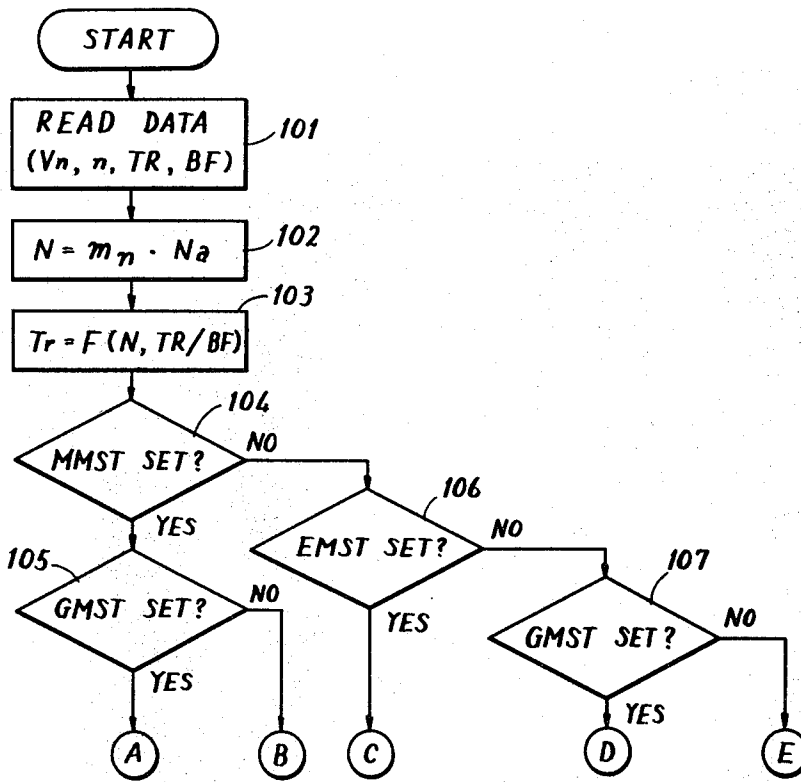 START
READ DATA
(Vn, n, TR, BF)
101
N = mn · Na
102
103
Tr = F(N, TR/BF)
104
MMST SET?
NO
YES
106
EMST SET?
NO
YES
105
GMST SET?
NO
YES
107
GMST SET?
NO
YES
A
B
C
D
E